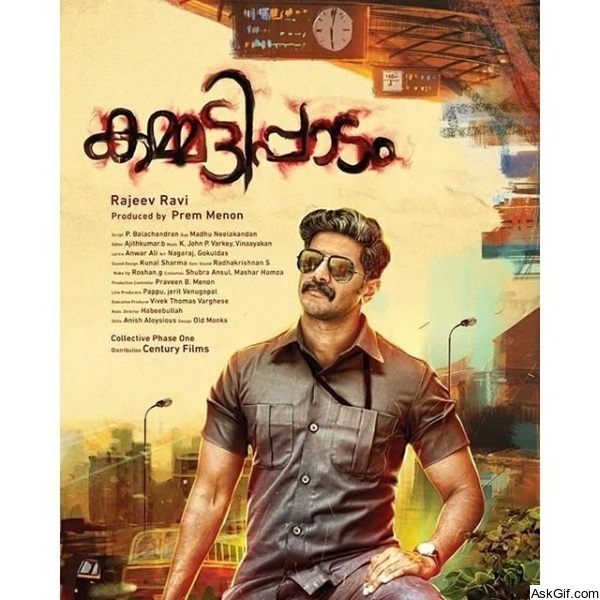 കമ്മട്ടിപ്പാടം
Rajeev Ravi
Produced by Prem Menon
Script P. Balachandran Dop Madhu Neelakandan
Editor Ajithkumar.b Music K, John P. Varkey, Vinaayakan
Lyrics Anwar Ali Art Nagaraj, Gokuldas
Sound Design Kunal Sharma Sync Sound Radhakrishnan S
Make Up Roshan.g Costumes Shubra Ansul, Mashar Hamza
Production Controller Praveen B. Menon
Line Producers Pappu, jerit Venugopal
Executive Producer Vivek Thomas Varghese
Asso. Director Habeebullah
Stills Anish Aloysious Design Old Monks
Collective Phase One
Distribution Century Films
AskGif.com